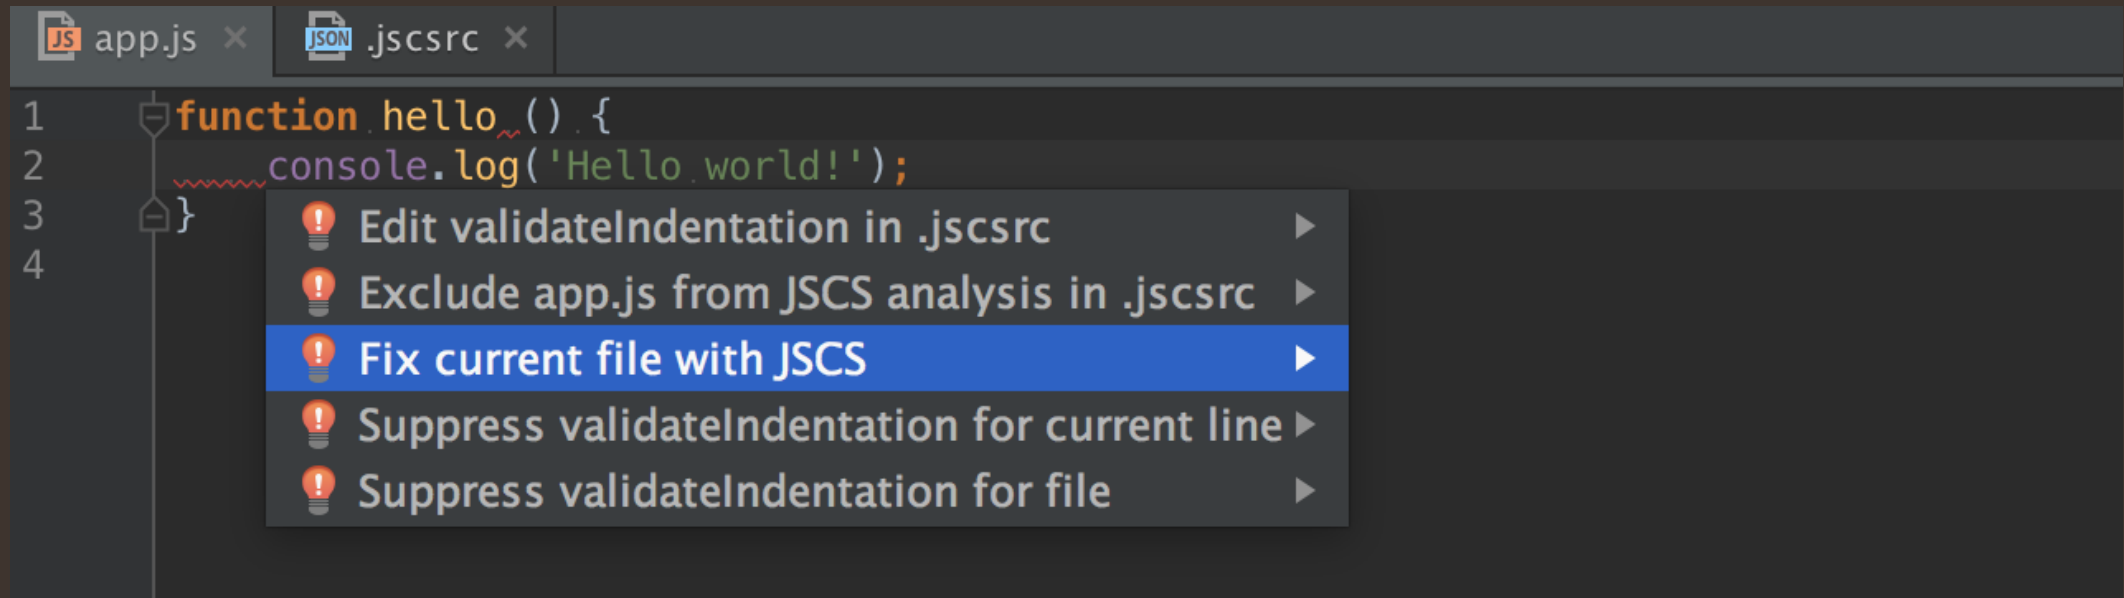 JS app.js × JSON .jscsrc ×
1 function hello () {
2 console.log('Hello world!');
3 }
4
Edit validateIndentation in .jscsrc
Exclude app.js from JSCS analysis in .jscsrc
Fix current file with JSCS
Suppress validateIndentation for current line
Suppress validateIndentation for file